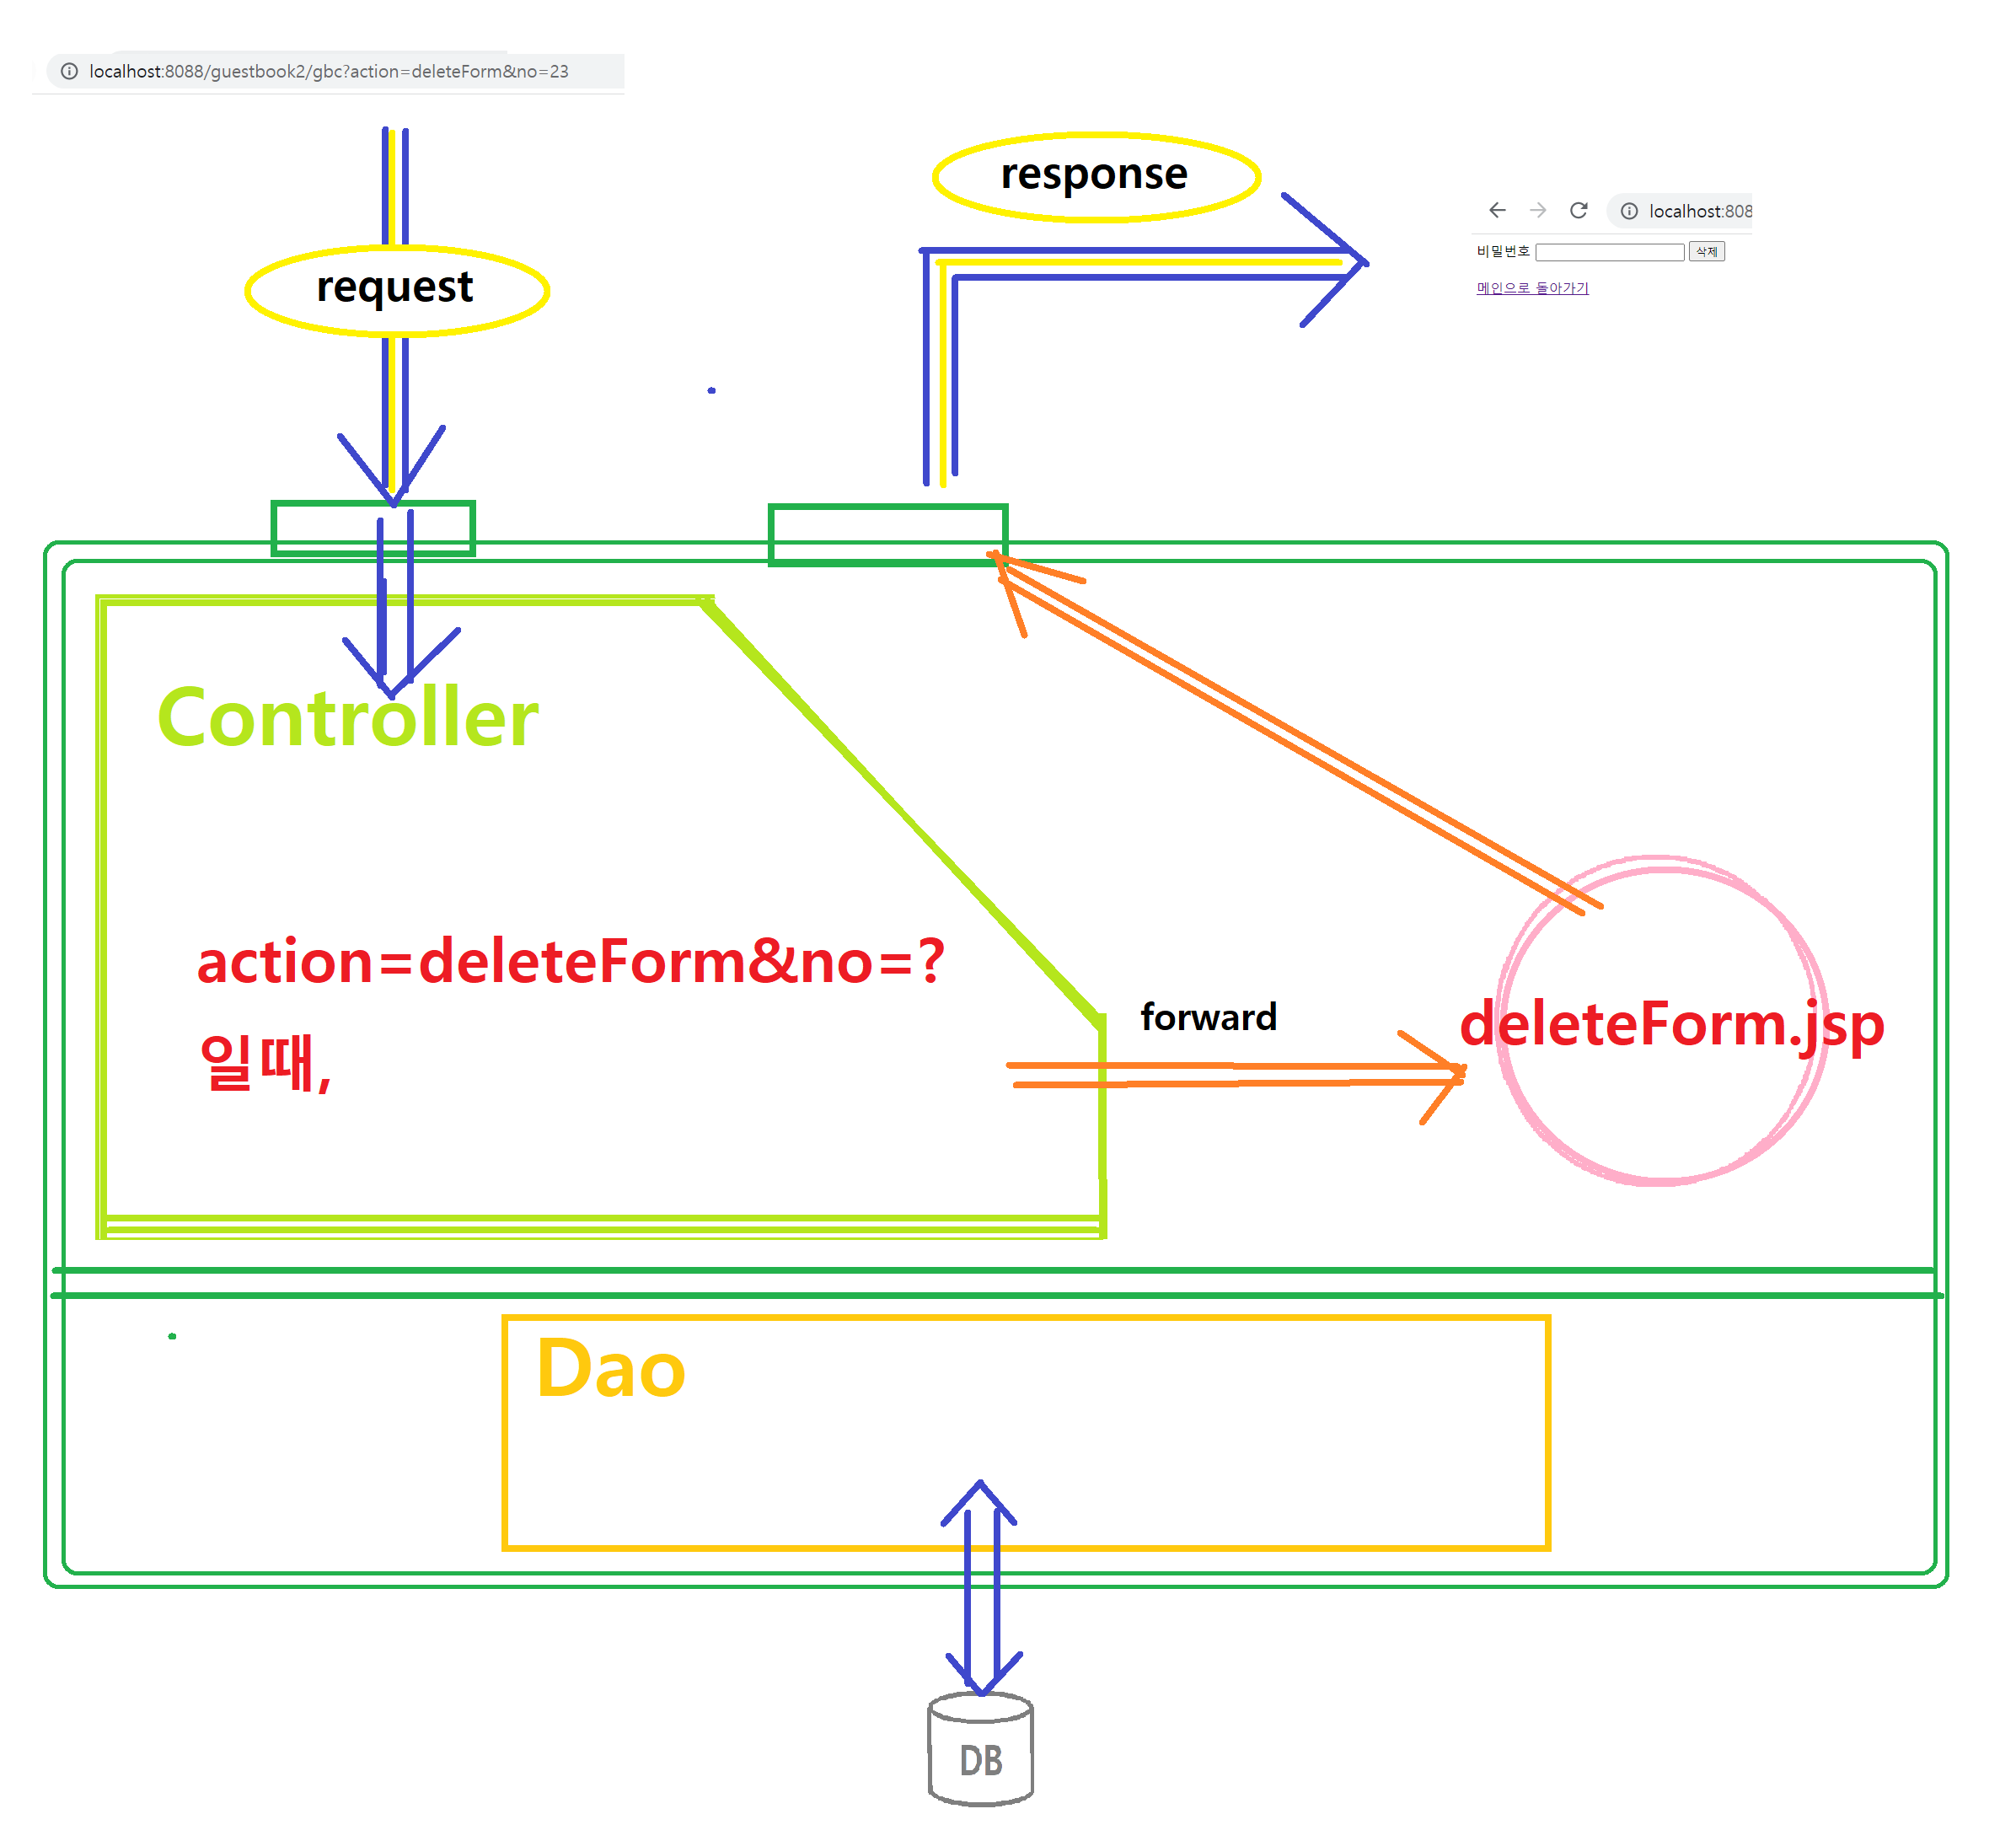 localhost:8088/guestbook2/gbc?action=deleteForm&no=23
response
localhost:808
request
비밀번호
삭제
메인으로 돌아가기
Controller
action=deleteForm&no=?
일때,
forward
deleteForm.jsp
Dao
DB